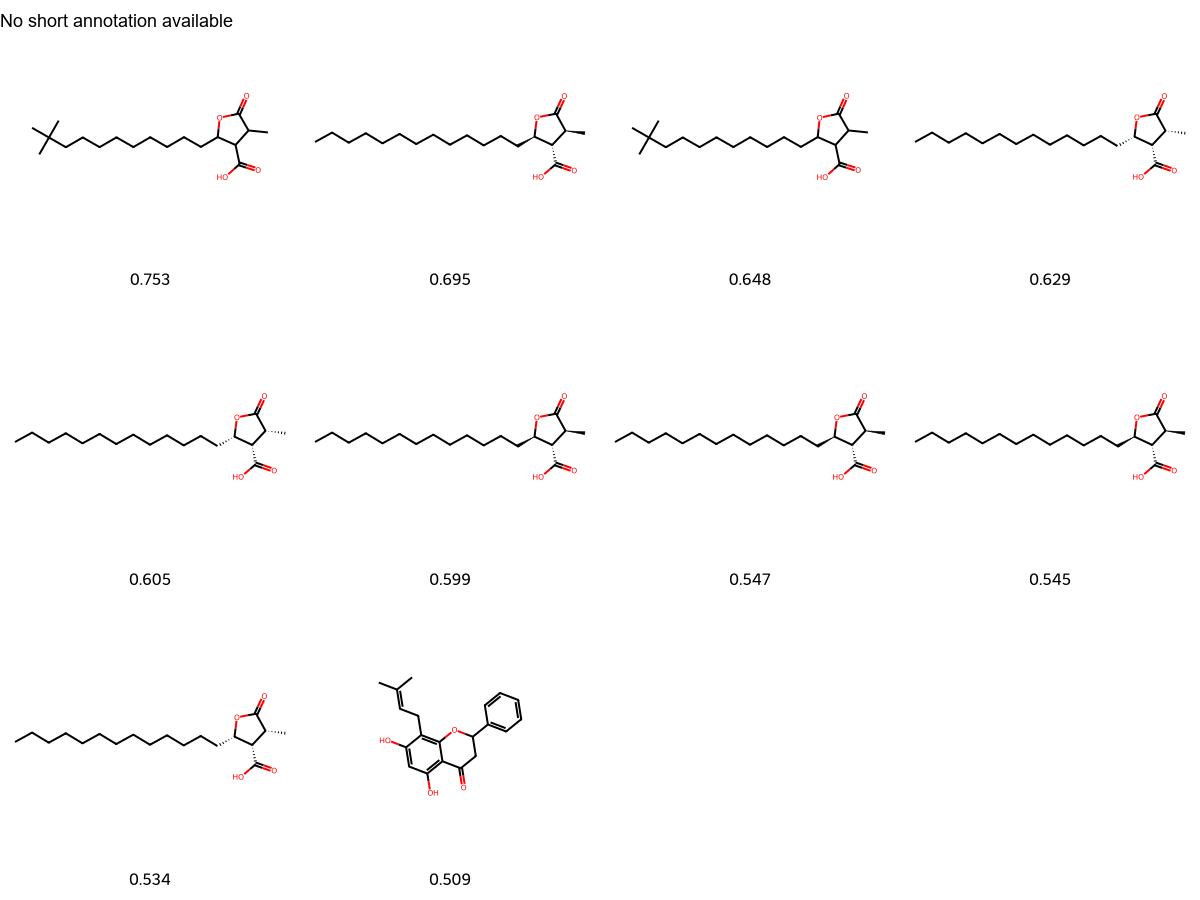 No short annotation available
O O O O
O O O O
O O O O
HO HO HO HO
0.753 0.695 0.648 0.629
O O O O
O O O O
O O O O
HO HO HO HO
0.605 0.599 0.547 0.545
O
O O
HO
O
HO O
OH
0.534 0.509